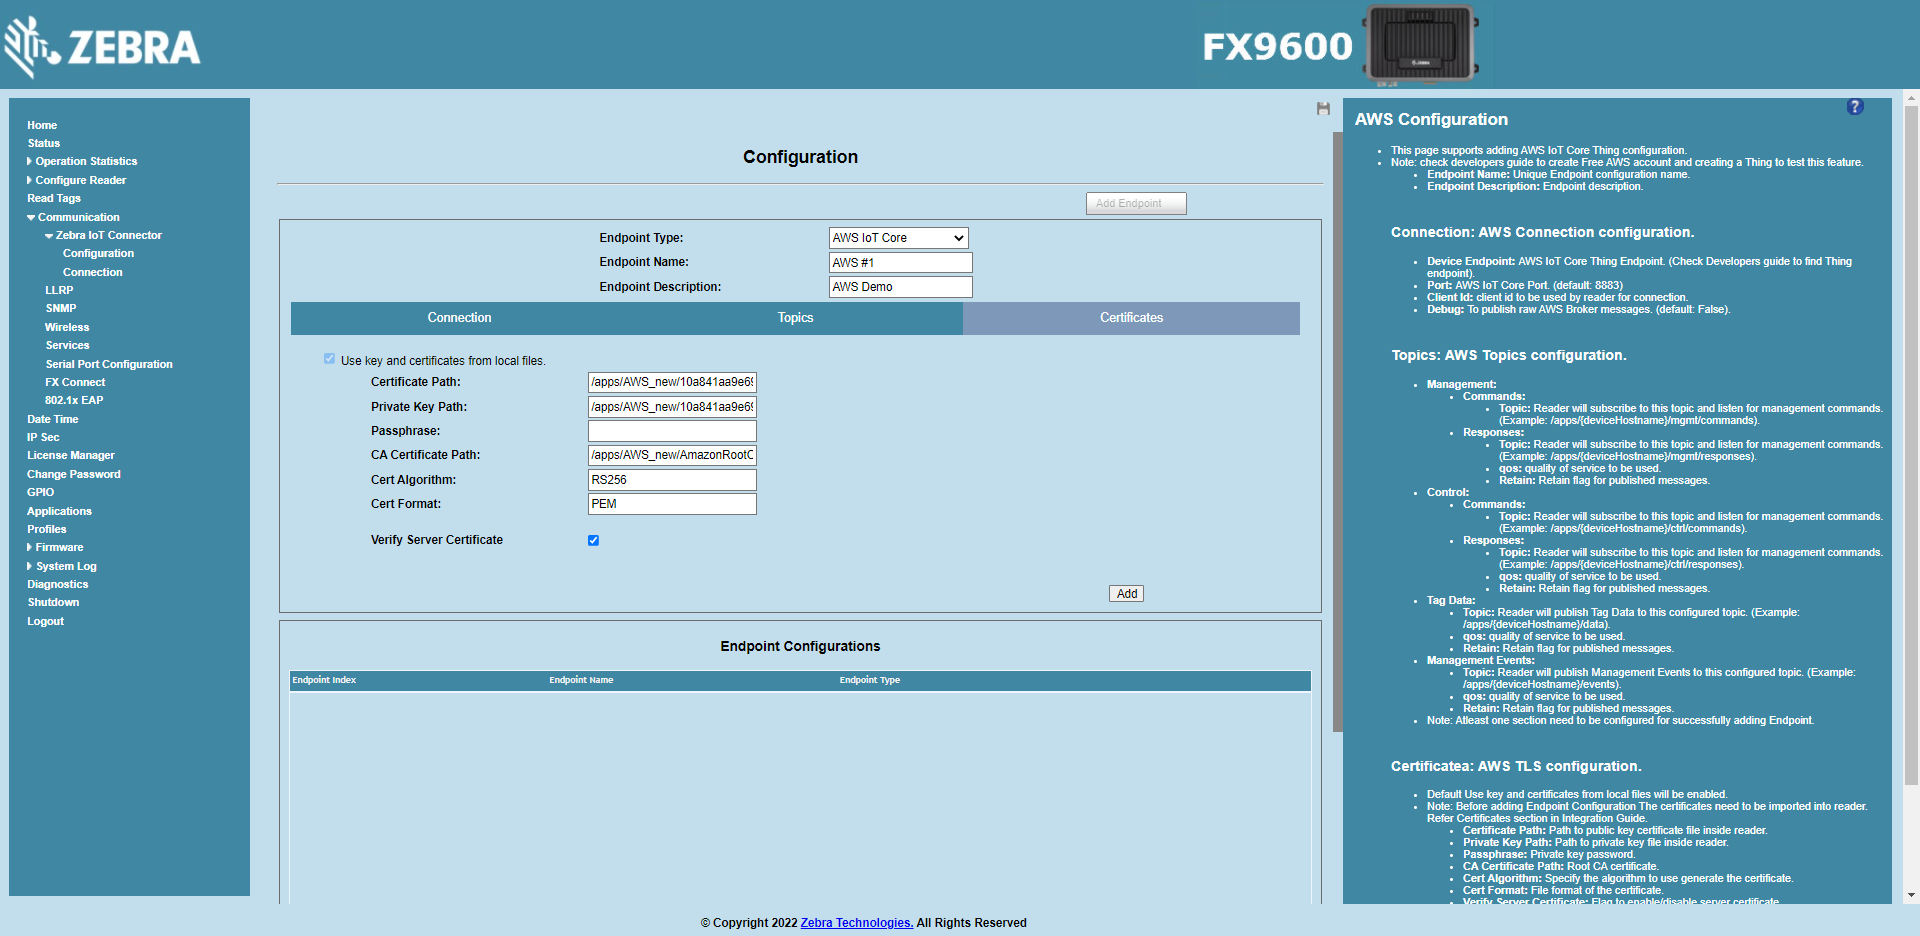 ZEBRA
FX9600
Home
Status
Operation Statistics
Configure Reader
Read Tags
Communication
Zebra IoT Connector
Configuration
Connection
LLRP
SNMP
Wireless
Services
Serial Port Configuration
FX Connect
802.1x EAP
Date Time
IP Sec
License Manager
Change Password
GPIO
Applications
Profiles
Firmware
System Log
Diagnostics
Shutdown
Logout
Configuration
Add Endpoint
Endpoint Type: AWS IoT Core
Endpoint Name: AWS #1
Endpoint Description: AWS Demo
Connection Topics Certificates
Use key and certificates from local files.
Certificate Path: /apps/AWS_new/10a841aa9e69
Private Key Path: /apps/AWS_new/10a841aa9e69
Passphrase:
CA Certificate Path: /apps/AWS_new/AmazonRootC
Cert Algorithm: RS256
Cert Format: PEM
Verify Server Certificate
Add
Endpoint Configurations
Endpoint Index Endpoint Name Endpoint Type
?
AWS Configuration
This page supports adding AWS IoT Core Thing configuration.
Note: check developers guide to create Free AWS account and creating a Thing to test this feature.
Endpoint Name: Unique Endpoint configuration name.
Endpoint Description: Endpoint description.
Connection: AWS Connection configuration.
Device Endpoint: AWS IoT Core Thing Endpoint. (Check Developers guide to find Thing
endpoint).
Port: AWS IoT Core Port. (default: 8883)
Client Id: client id to be used by reader for connection.
Debug: To publish raw AWS Broker messages. (default: False).
Topics: AWS Topics configuration.
Management:
Commands:
Topic: Reader will subscribe to this topic and listen for management commands.
(Example: /apps/{deviceHostname}/mgmt/commands).
Responses:
Topic: Reader will subscribe to this topic and listen for management commands.
(Example: /apps/{deviceHostname}/mgmt/responses).
qos: quality of service to be used.
Retain: Retain flag for published messages.
Control:
Commands:
Topic: Reader will subscribe to this topic and listen for management commands.
(Example: /apps/{deviceHostname}/ctrl/commands).
Responses:
Topic: Reader will subscribe to this topic and listen for management commands.
(Example: /apps/{deviceHostname}/ctrl/responses).
qos: quality of service to be used.
Retain: Retain flag for published messages.
Tag Data:
Topic: Reader will publish Tag Data to this configured topic. (Example:
/apps/{deviceHostname}/data).
qos: quality of service to be used.
Retain: Retain flag for published messages.
Management Events:
Topic: Reader will publish Management Events to this configured topic. (Example:
/apps/{deviceHostname}/events).
qos: quality of service to be used.
Retain: Retain flag for published messages.
Note: Atleast one section need to be configured for successfully adding Endpoint.
Certificatea: AWS TLS configuration.
Default Use key and certificates from local files will be enabled.
Note: Before adding Endpoint Configuration The certificates need to be imported into reader.
Refer Certificates section in Integration Guide.
Certificate Path: Path to public key certificate file inside reader.
Private Key Path: Path to private key file inside reader.
Passphrase: Private key password.
CA Certificate Path: Root CA certificate.
Cert Algorithm: Specify the algorithm to use generate the certificate.
Cert Format: File format of the certificate.
Verify Server Certificate: Flag to enable/disable server certificate
© Copyright 2022 Zebra Technologies. All Rights Reserved